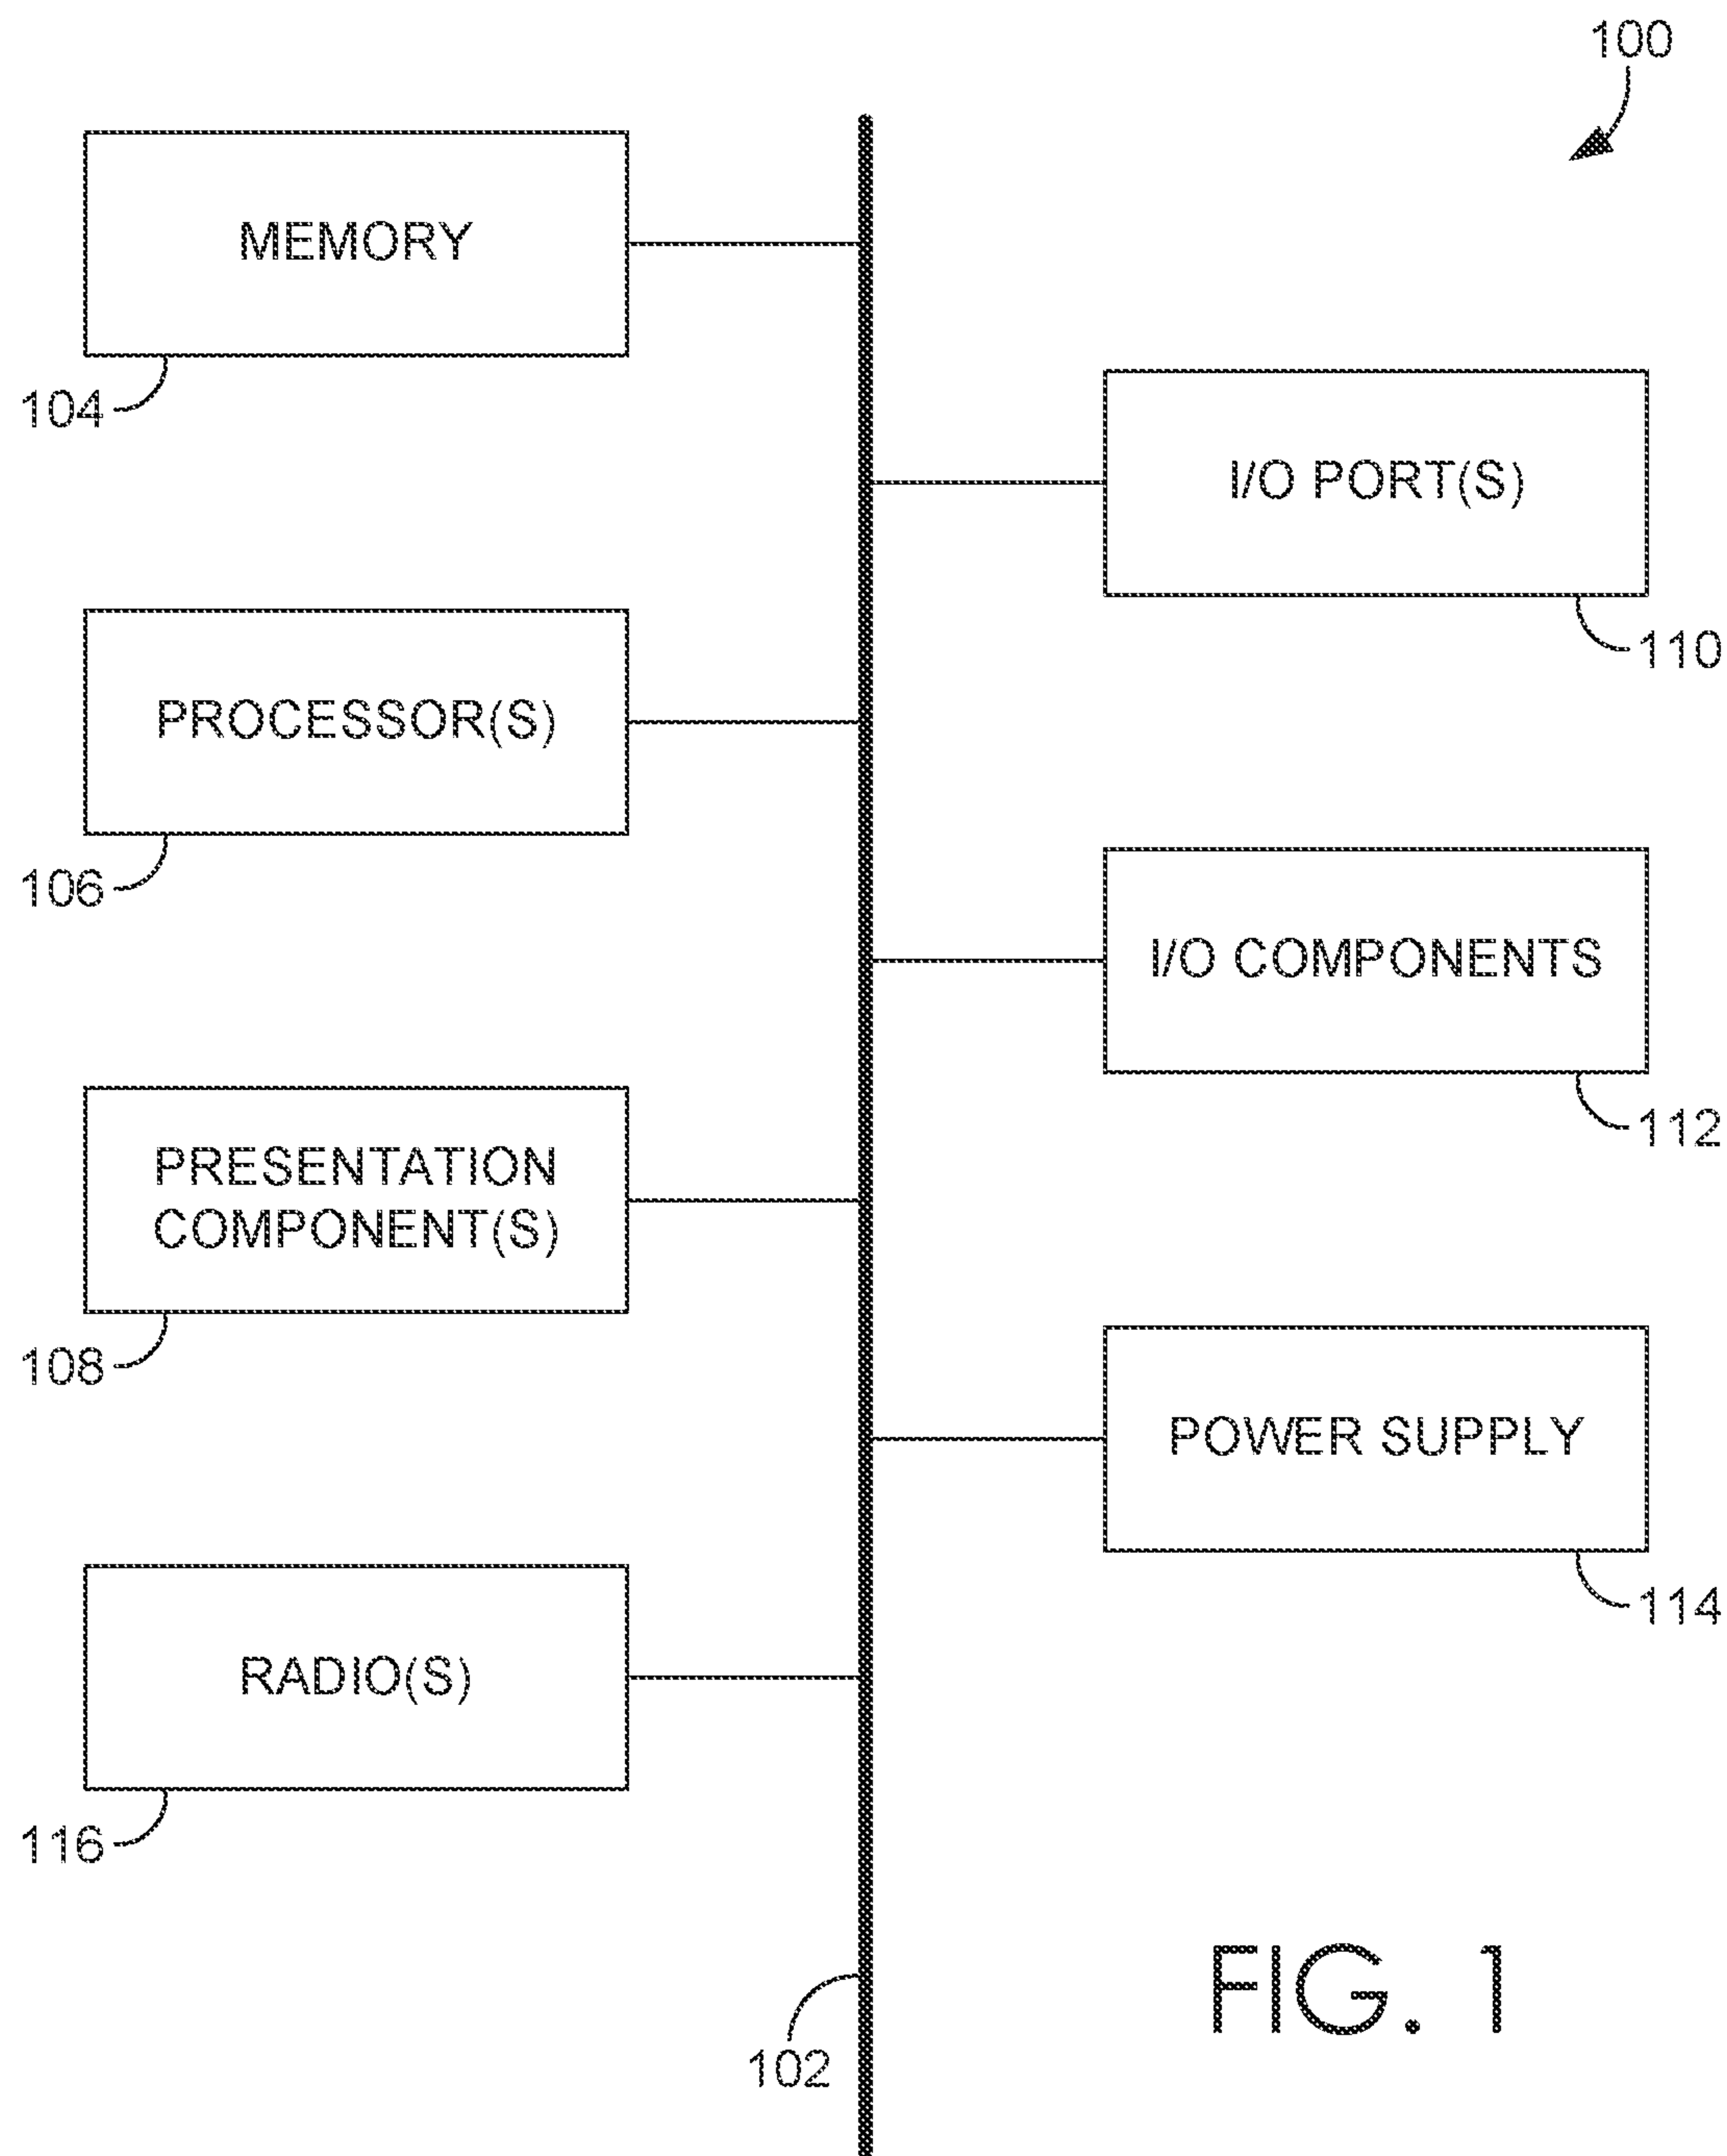 100
MEMORY
104
I/O PORT(S)
110
PROCESSOR(S)
106
I/O COMPONENTS
112
PRESENTATION
COMPONENT(S)
108
POWER SUPPLY
114
RADIO(S)
116
102
FIG. 1